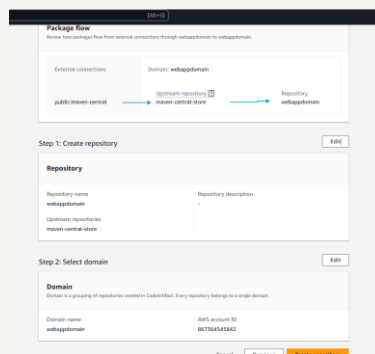 [Alt+S]
Package flow
Review how packages flow from external connections through webappdomain to webappdomain.
External connections
Domain: webappdomain
public:maven-central
Upstream repository
maven-central-store
Repository
webappdomain
Step 1: Create repository
Edit
Repository
Repository name
webappdomain
Repository description
-
Upstream repositories
maven-central-store
Step 2: Select domain
Edit
Domain
Domain is a grouping of repositories created in CodeArtifact. Every repository belongs to a single domain.
Domain name
webappdomain
AWS account ID
867364545842